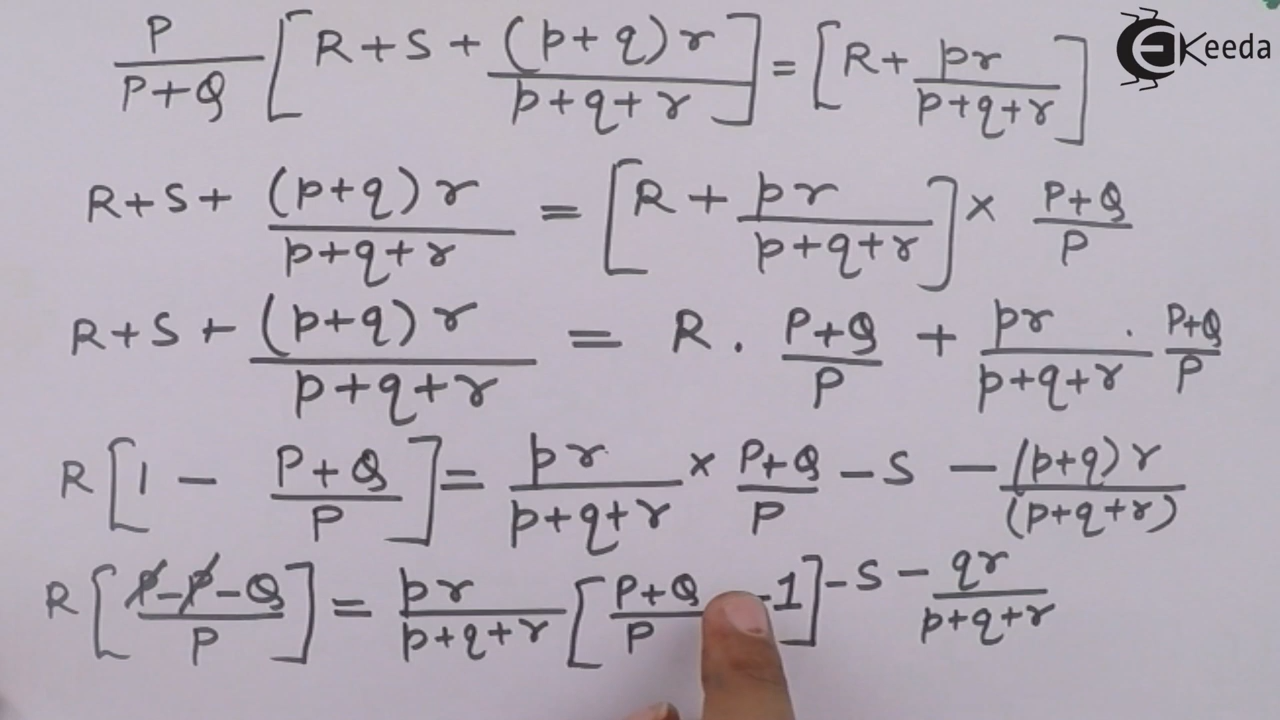 P/(P+Q) [R+S+ (p+q)r/(p+q+r)] = [R+ pr/(p+q+r)]
Keeda
R+S+ (p+q)r/(p+q+r) = [R+ pr/(p+q+r)] × (P+Q)/P
R+S+ (p+q)r/(p+q+r) = R. (P+Q)/P + pr/(p+q+r) . (P+Q)/P
R[1 - (P+Q)/P] = pr/(p+q+r) × (P+Q)/P - S - (p+q)r/(p+q+r)
R[(P-P-Q)/P] = pr/(p+q+r) [(P+Q)/P -1] - S - qr/(p+q+r)